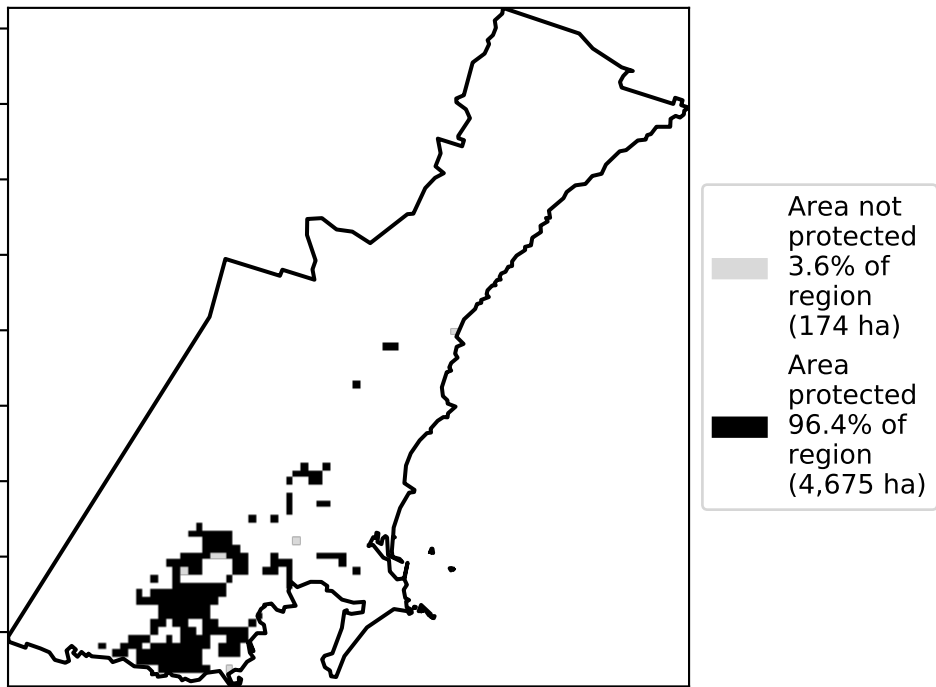 Area not
protected
3.6% of
region
(174 ha)
Area
protected
96.4% of
region
(4,675 ha)